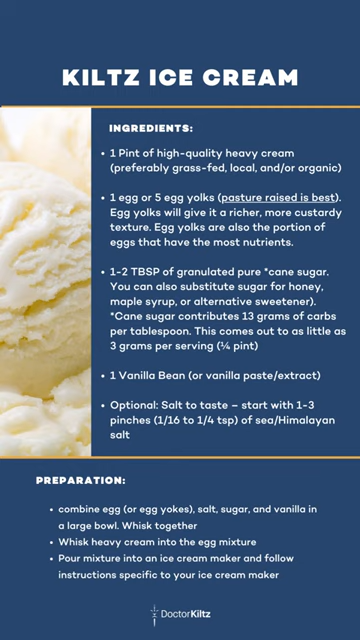 KILTZ ICE CREAM
INGREDIENTS:
• 1 Pint of high-quality heavy cream
(preferably grass-fed, local, and/or organic)
• 1 egg or 5 egg yolks (pasture raised is best).
Egg yolks will give it a richer, more custardy
texture. Egg yolks are also the portion of
eggs that have the most nutrients.
• 1-2 TBSP of granulated pure *cane sugar.
You can also substitute sugar for honey,
maple syrup, or alternative sweetener).
*Cane sugar contributes 13 grams of carbs
per tablespoon. This comes out to as little as
3 grams per serving (¼ pint)
• 1 Vanilla Bean (or vanilla paste/extract)
• Optional: Salt to taste – start with 1-3
pinches (1/16 to 1/4 tsp) of sea/Himalayan
salt
PREPARATION:
• combine egg (or egg yokes), salt, sugar, and vanilla in
a large bowl. Whisk together
• Whisk heavy cream into the egg mixture
• Pour mixture into an ice cream maker and follow
instructions specific to your ice cream maker
DoctorKiltz